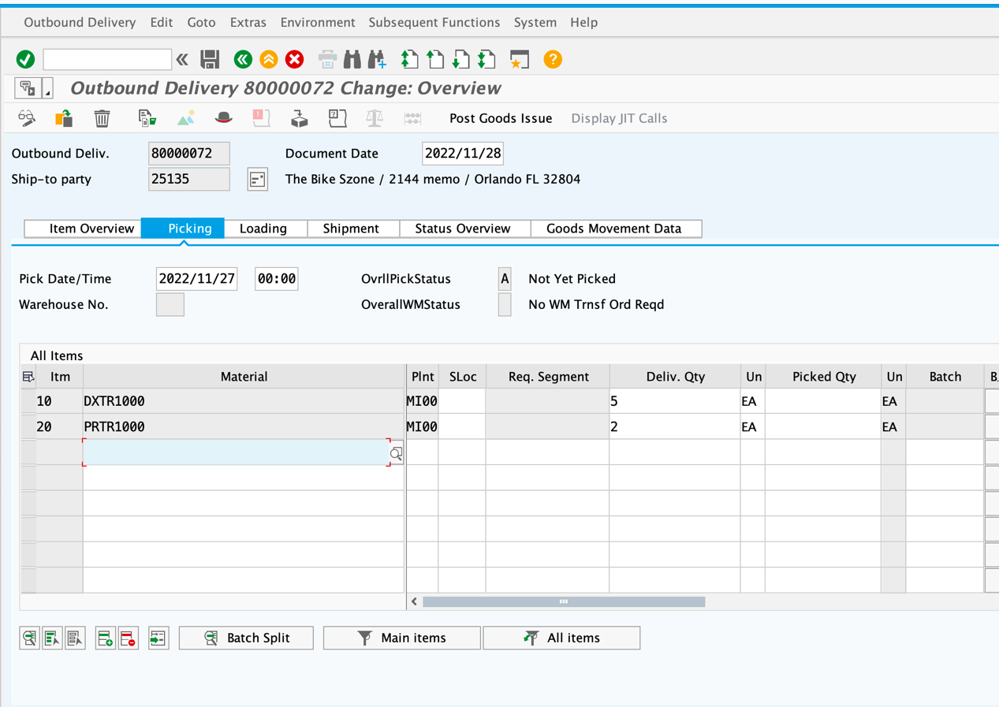 Outbound Delivery Edit Goto Extras Environment Subsequent Functions System Help
Outbound Delivery 80000072 Change: Overview
Post Goods Issue Display JIT Calls
Outbound Deliv. 80000072 Document Date 2022/11/28
Ship-to party 25135 The Bike Szone / 2144 memo / Orlando FL 32804
Item Overview Picking Loading Shipment Status Overview Goods Movement Data
Pick Date/Time 2022/11/27 00:00 OvrllPickStatus A Not Yet Picked
Warehouse No. OverallWMStatus No WM Trnsf Ord Reqd
All Items
Itm Material Plnt SLoc Req. Segment Deliv. Qty Un Picked Qty Un Batch B.
10 DXTR1000 MI00 5 EA EA
20 PRTR1000 MI00 2 EA EA
Batch Split Main items All items